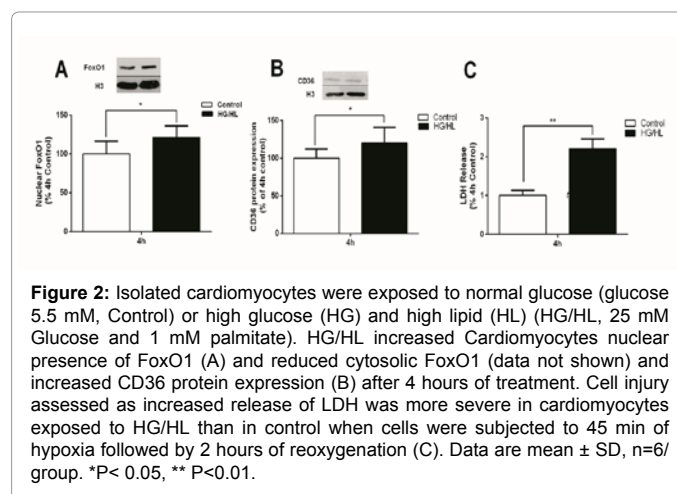 A
B
C
FoxO1
H3
CD36
H3
Control
HG/HL
Control
HG/HL
Control
HG/HL
Nuclear FoxO1
(% 4h Control)
150
100
50
0
*
4h
CD36 protein expression
(% of 4h Control)
150
100
50
0
*
4h
LDH Release
(% 4h Control)
3
2
1
0
**
4h
Figure 2: Isolated cardiomyocytes were exposed to normal glucose (glucose
5.5 mM, Control) or high glucose (HG) and high lipid (HL) (HG/HL, 25 mM
Glucose and 1 mM palmitate). HG/HL increased Cardiomyocytes nuclear
presence of FoxO1 (A) and reduced cytosolic FoxO1 (data not shown) and
increased CD36 protein expression (B) after 4 hours of treatment. Cell injury
assessed as increased release of LDH was more severe in cardiomyocytes
exposed to HG/HL than in control when cells were subjected to 45 min of
hypoxia followed by 2 hours of reoxygenation (C). Data are mean ± SD, n=6/
group. *P< 0.05, ** P<0.01.